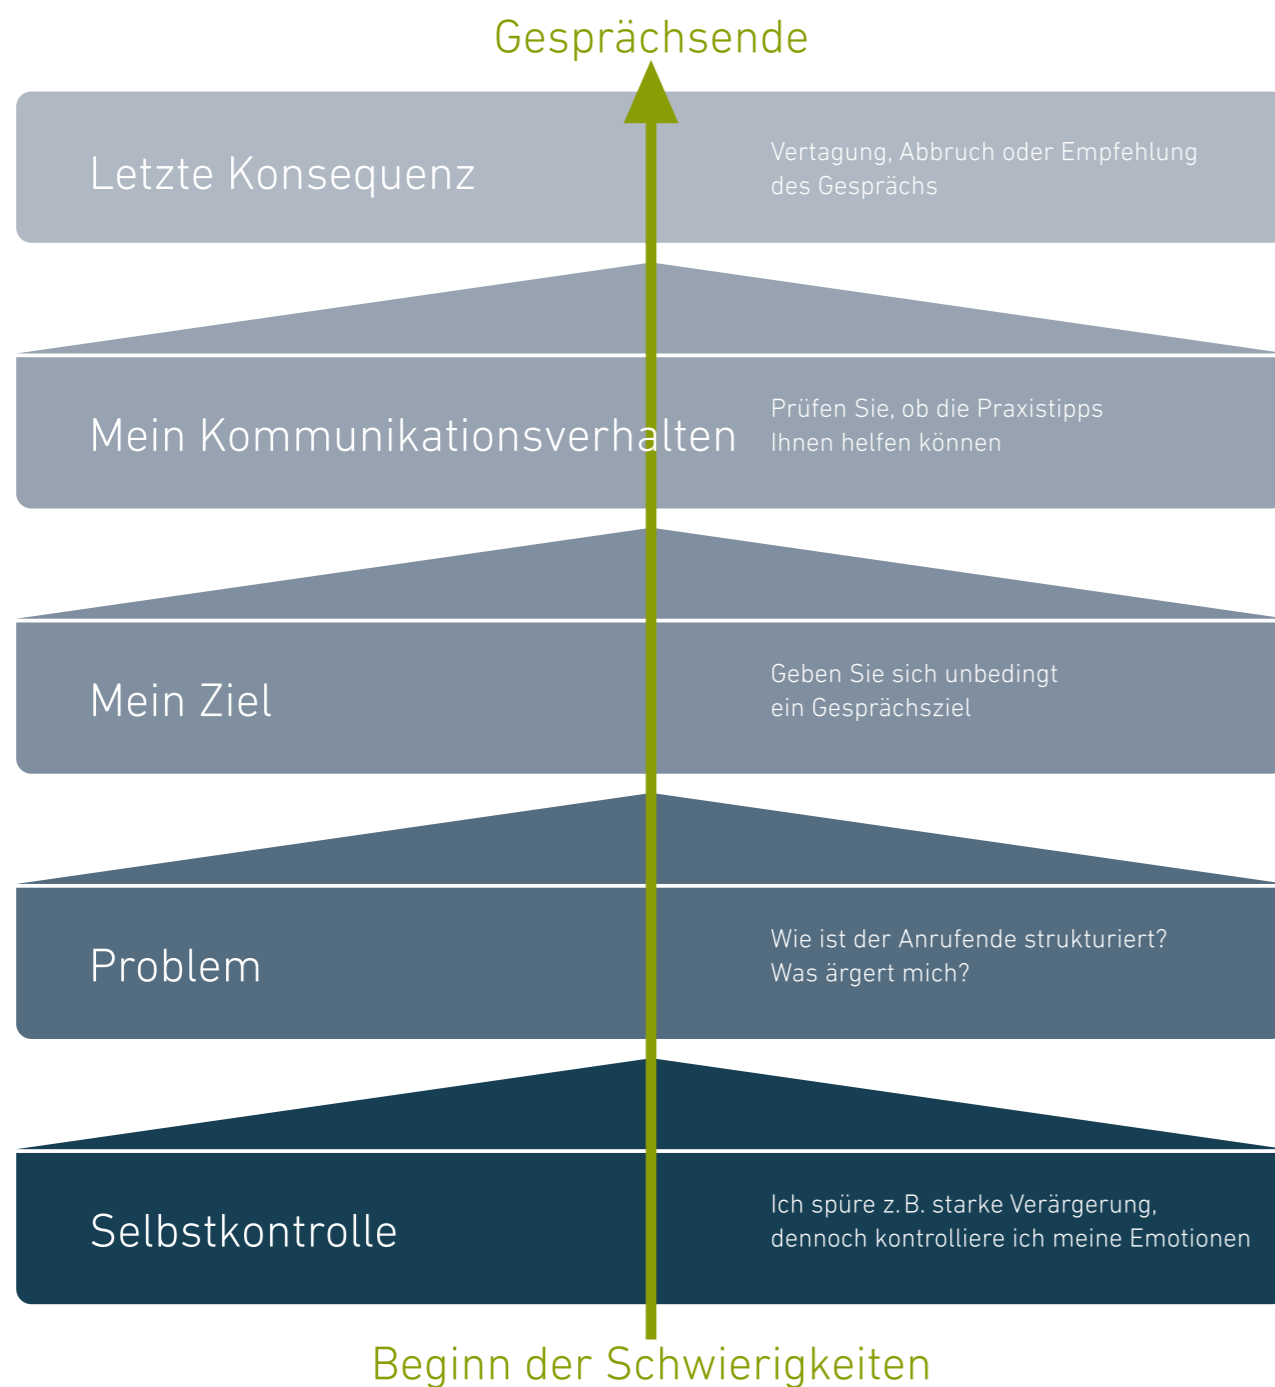 Gesprächsende
Letzte Konsequenz
Vertagung, Abbruch oder Empfehlung
des Gesprächs
Mein Kommunikationsverhalten
Prüfen Sie, ob die Praxistipps
Ihnen helfen können
Mein Ziel
Geben Sie sich unbedingt
ein Gesprächsziel
Problem
Wie ist der Anrufende strukturiert?
Was ärgert mich?
Selbstkontrolle
Ich spüre z. B. starke Verärgerung,
dennoch kontrolliere ich meine Emotionen
Beginn der Schwierigkeiten